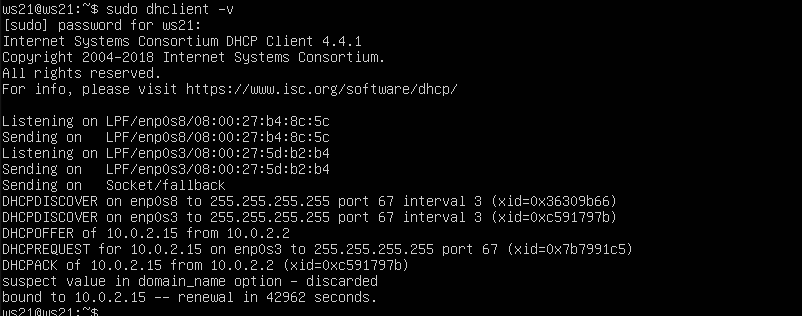 ws21@ws21:~$ sudo dhclient -v
[sudo] password for ws21:
Internet Systems Consortium DHCP Client 4.4.1
Copyright 2004-2018 Internet Systems Consortium.
All rights reserved.
For info, please visit https://www.isc.org/software/dhcp/
Listening on LPF/enp0s8/08:00:27:b4:8c:5c
Sending on   LPF/enp0s8/08:00:27:b4:8c:5c
Listening on LPF/enp0s3/08:00:27:5d:b2:b4
Sending on   LPF/enp0s3/08:00:27:5d:b2:b4
Sending on   Socket/fallback
DHCPDISCOVER on enp0s8 to 255.255.255.255 port 67 interval 3 (xid=0x36309b66)
DHCPDISCOVER on enp0s3 to 255.255.255.255 port 67 interval 3 (xid=0xc591797b)
DHCPOFFER of 10.0.2.15 from 10.0.2.2
DHCPREQUEST for 10.0.2.15 on enp0s3 to 255.255.255.255 port 67 (xid=0x7b7991c5)
DHCPACK of 10.0.2.15 from 10.0.2.2 (xid=0xc591797b)
suspect value in domain_name option - discarded
bound to 10.0.2.15 -- renewal in 42962 seconds.
ws21@ws21:~$